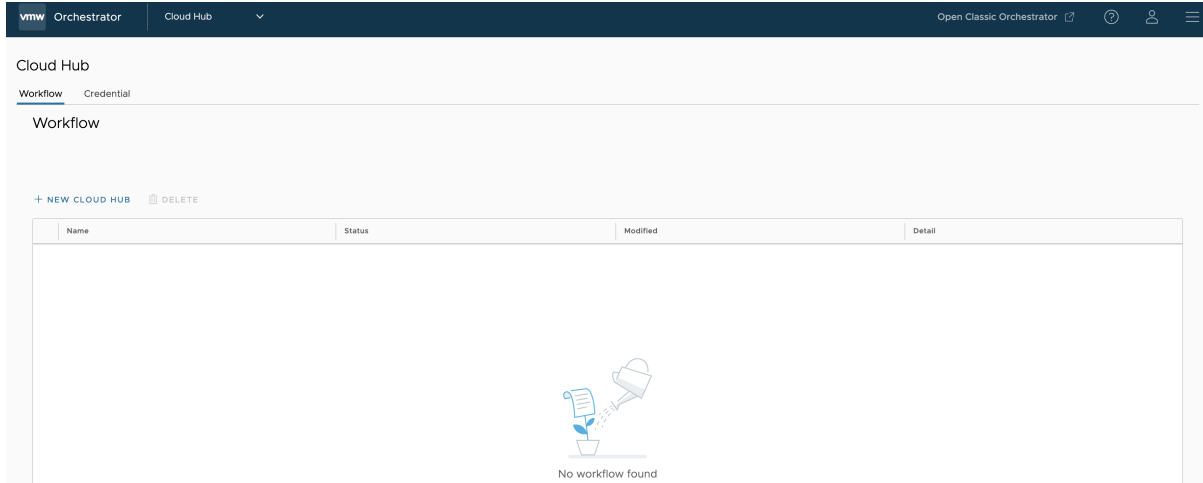 vmw Orchestrator Cloud Hub Open Classic Orchestrator
Cloud Hub
Workflow Credential
Workflow
+ NEW CLOUD HUB DELETE
Name Status Modified Detail
No workflow found